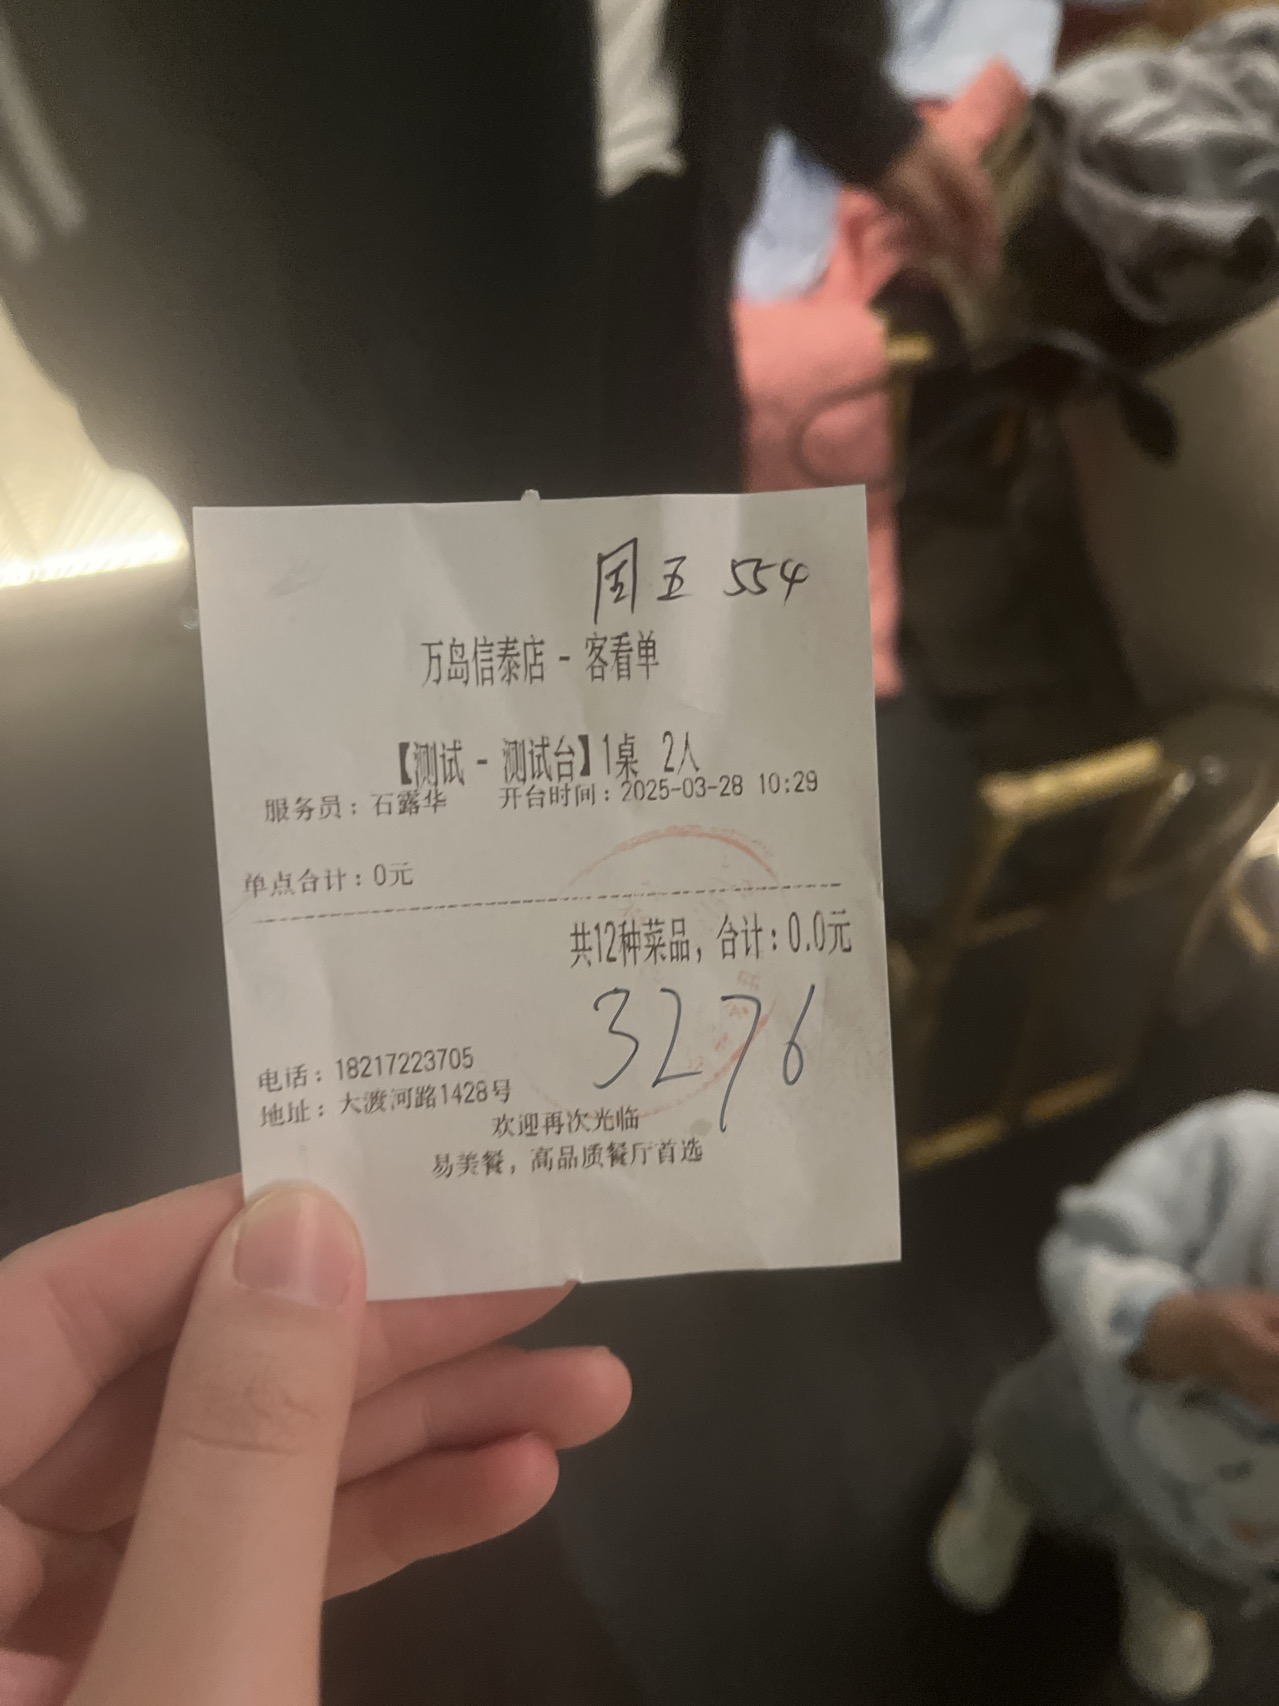 周五 554
万岛信泰店 - 客看单
【测试 - 测试台】1桌 2人
服务员：石露华 开台时间：2025-03-28 10:29
单点合计：0元
共12种菜品，合计：0.0元
3276
电话：18217223705
地址：大渡河路1428号
欢迎再次光临
易美餐，高品质餐厅首选